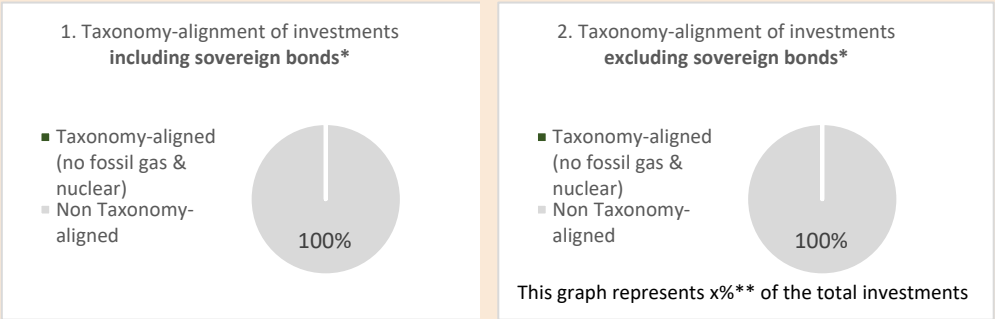 1. Taxonomy-alignment of investments
including sovereign bonds*
Taxonomy-aligned
(no fossil gas &
nuclear)
Non Taxonomy-
aligned
100%
2. Taxonomy-alignment of investments
excluding sovereign bonds*
Taxonomy-aligned
(no fossil gas &
nuclear)
Non Taxonomy-
aligned
100%
This graph represents x%** of the total investments